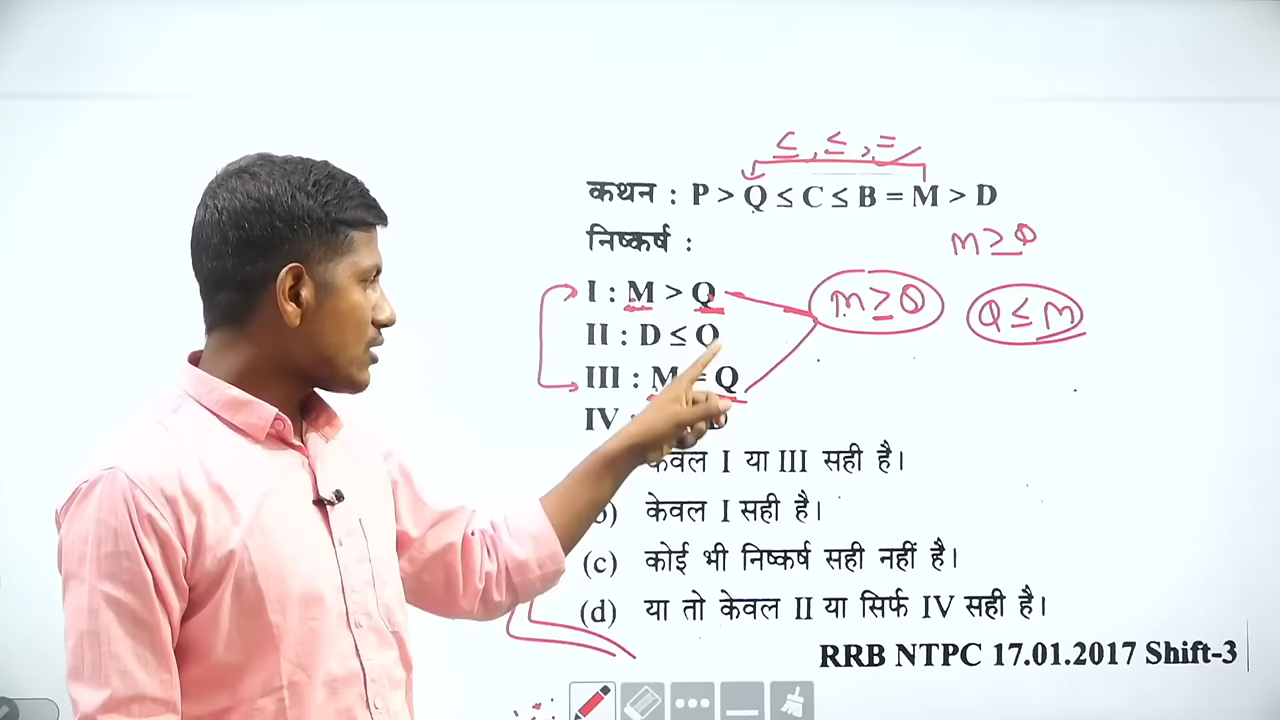 ≤, ≤, =
कथन : P > Q ≤ C ≤ B = M > D
निष्कर्ष :
M ≥ Q
I : M > Q
M ≥ Q
Q ≤ M
II : D ≤ Q
III : M = Q
IV :
केवल I या III सही है।
b) केवल I सही है।
(c) कोई भी निष्कर्ष सही नहीं है।
(d) या तो केवल II या सिर्फ IV सही है।
RRB NTPC 17.01.2017 Shift-3